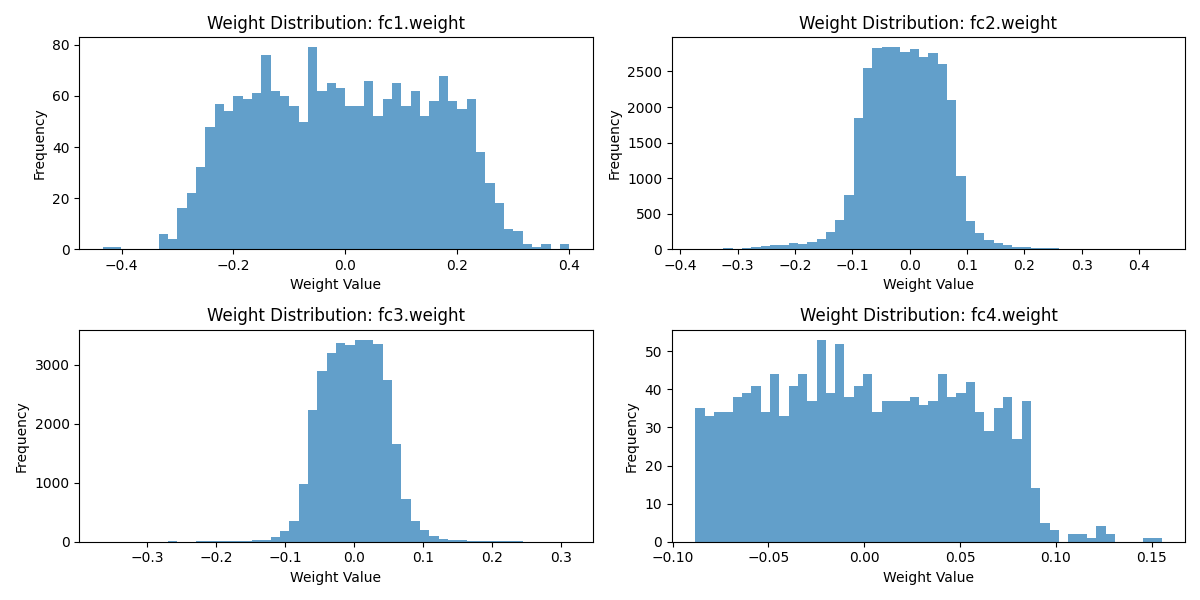 Weight Distribution: fc1.weight
Frequency
80
60
40
20
0
−0.4 −0.2 0.0 0.2 0.4
Weight Value
Weight Distribution: fc2.weight
Frequency
2500
2000
1500
1000
500
0
−0.4 −0.3 −0.2 −0.1 0.0 0.1 0.2 0.3 0.4
Weight Value
Weight Distribution: fc3.weight
Frequency
3000
2000
1000
0
−0.3 −0.2 −0.1 0.0 0.1 0.2 0.3
Weight Value
Weight Distribution: fc4.weight
Frequency
50
40
30
20
10
0
−0.10 −0.05 0.00 0.05 0.10 0.15
Weight Value